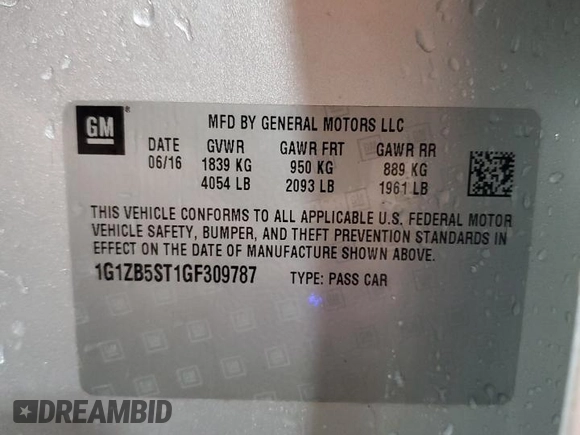 GM
MFD BY GENERAL MOTORS LLC
DATE GVWR GAWR FRT GAWR RR
06/16 1839 KG 950 KG 889 KG
4054 LB 2093 LB 1961 LB
THIS VEHICLE CONFORMS TO ALL APPLICABLE U.S. FEDERAL MOTOR
VEHICLE SAFETY, BUMPER, AND THEFT PREVENTION STANDARDS IN
EFFECT ON THE DATE OF MANUFACTURE SHOWN ABOVE.
1G1ZB5ST1GF309787 TYPE: PASS CAR
DREAMBID